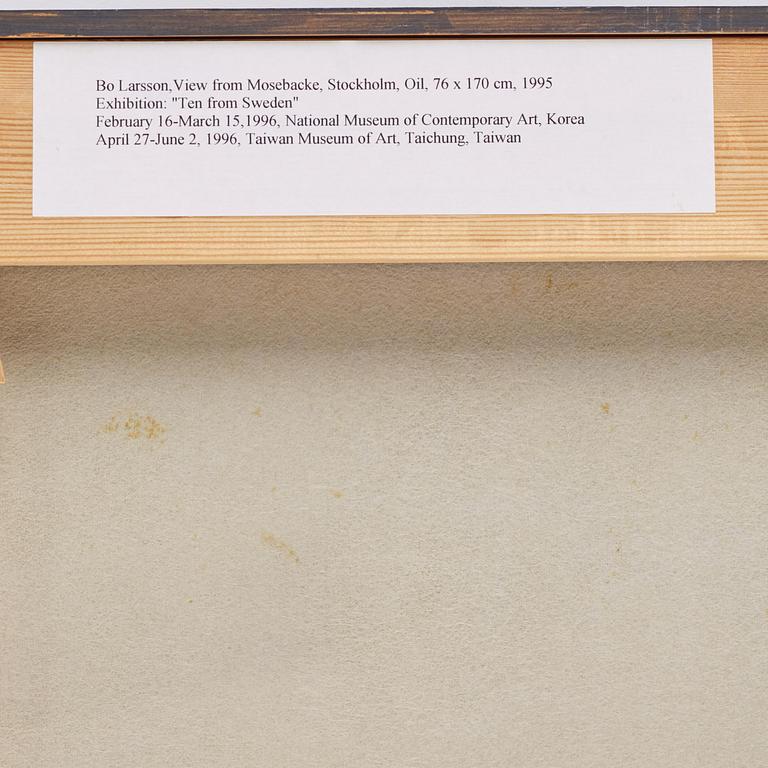 Bo Larsson,View from Mosebacke, Stockholm, Oil, 76 x 170 cm, 1995
Exhibition: "Ten from Sweden"
February 16-March 15,1996, National Museum of Contemporary Art, Korea
April 27-June 2, 1996, Taiwan Museum of Art, Taichung, Taiwan